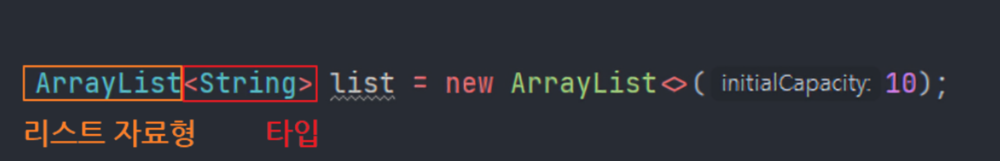 ArrayList<String> list = new ArrayList<>( initialCapacity: 10);
리스트 자료형 타입